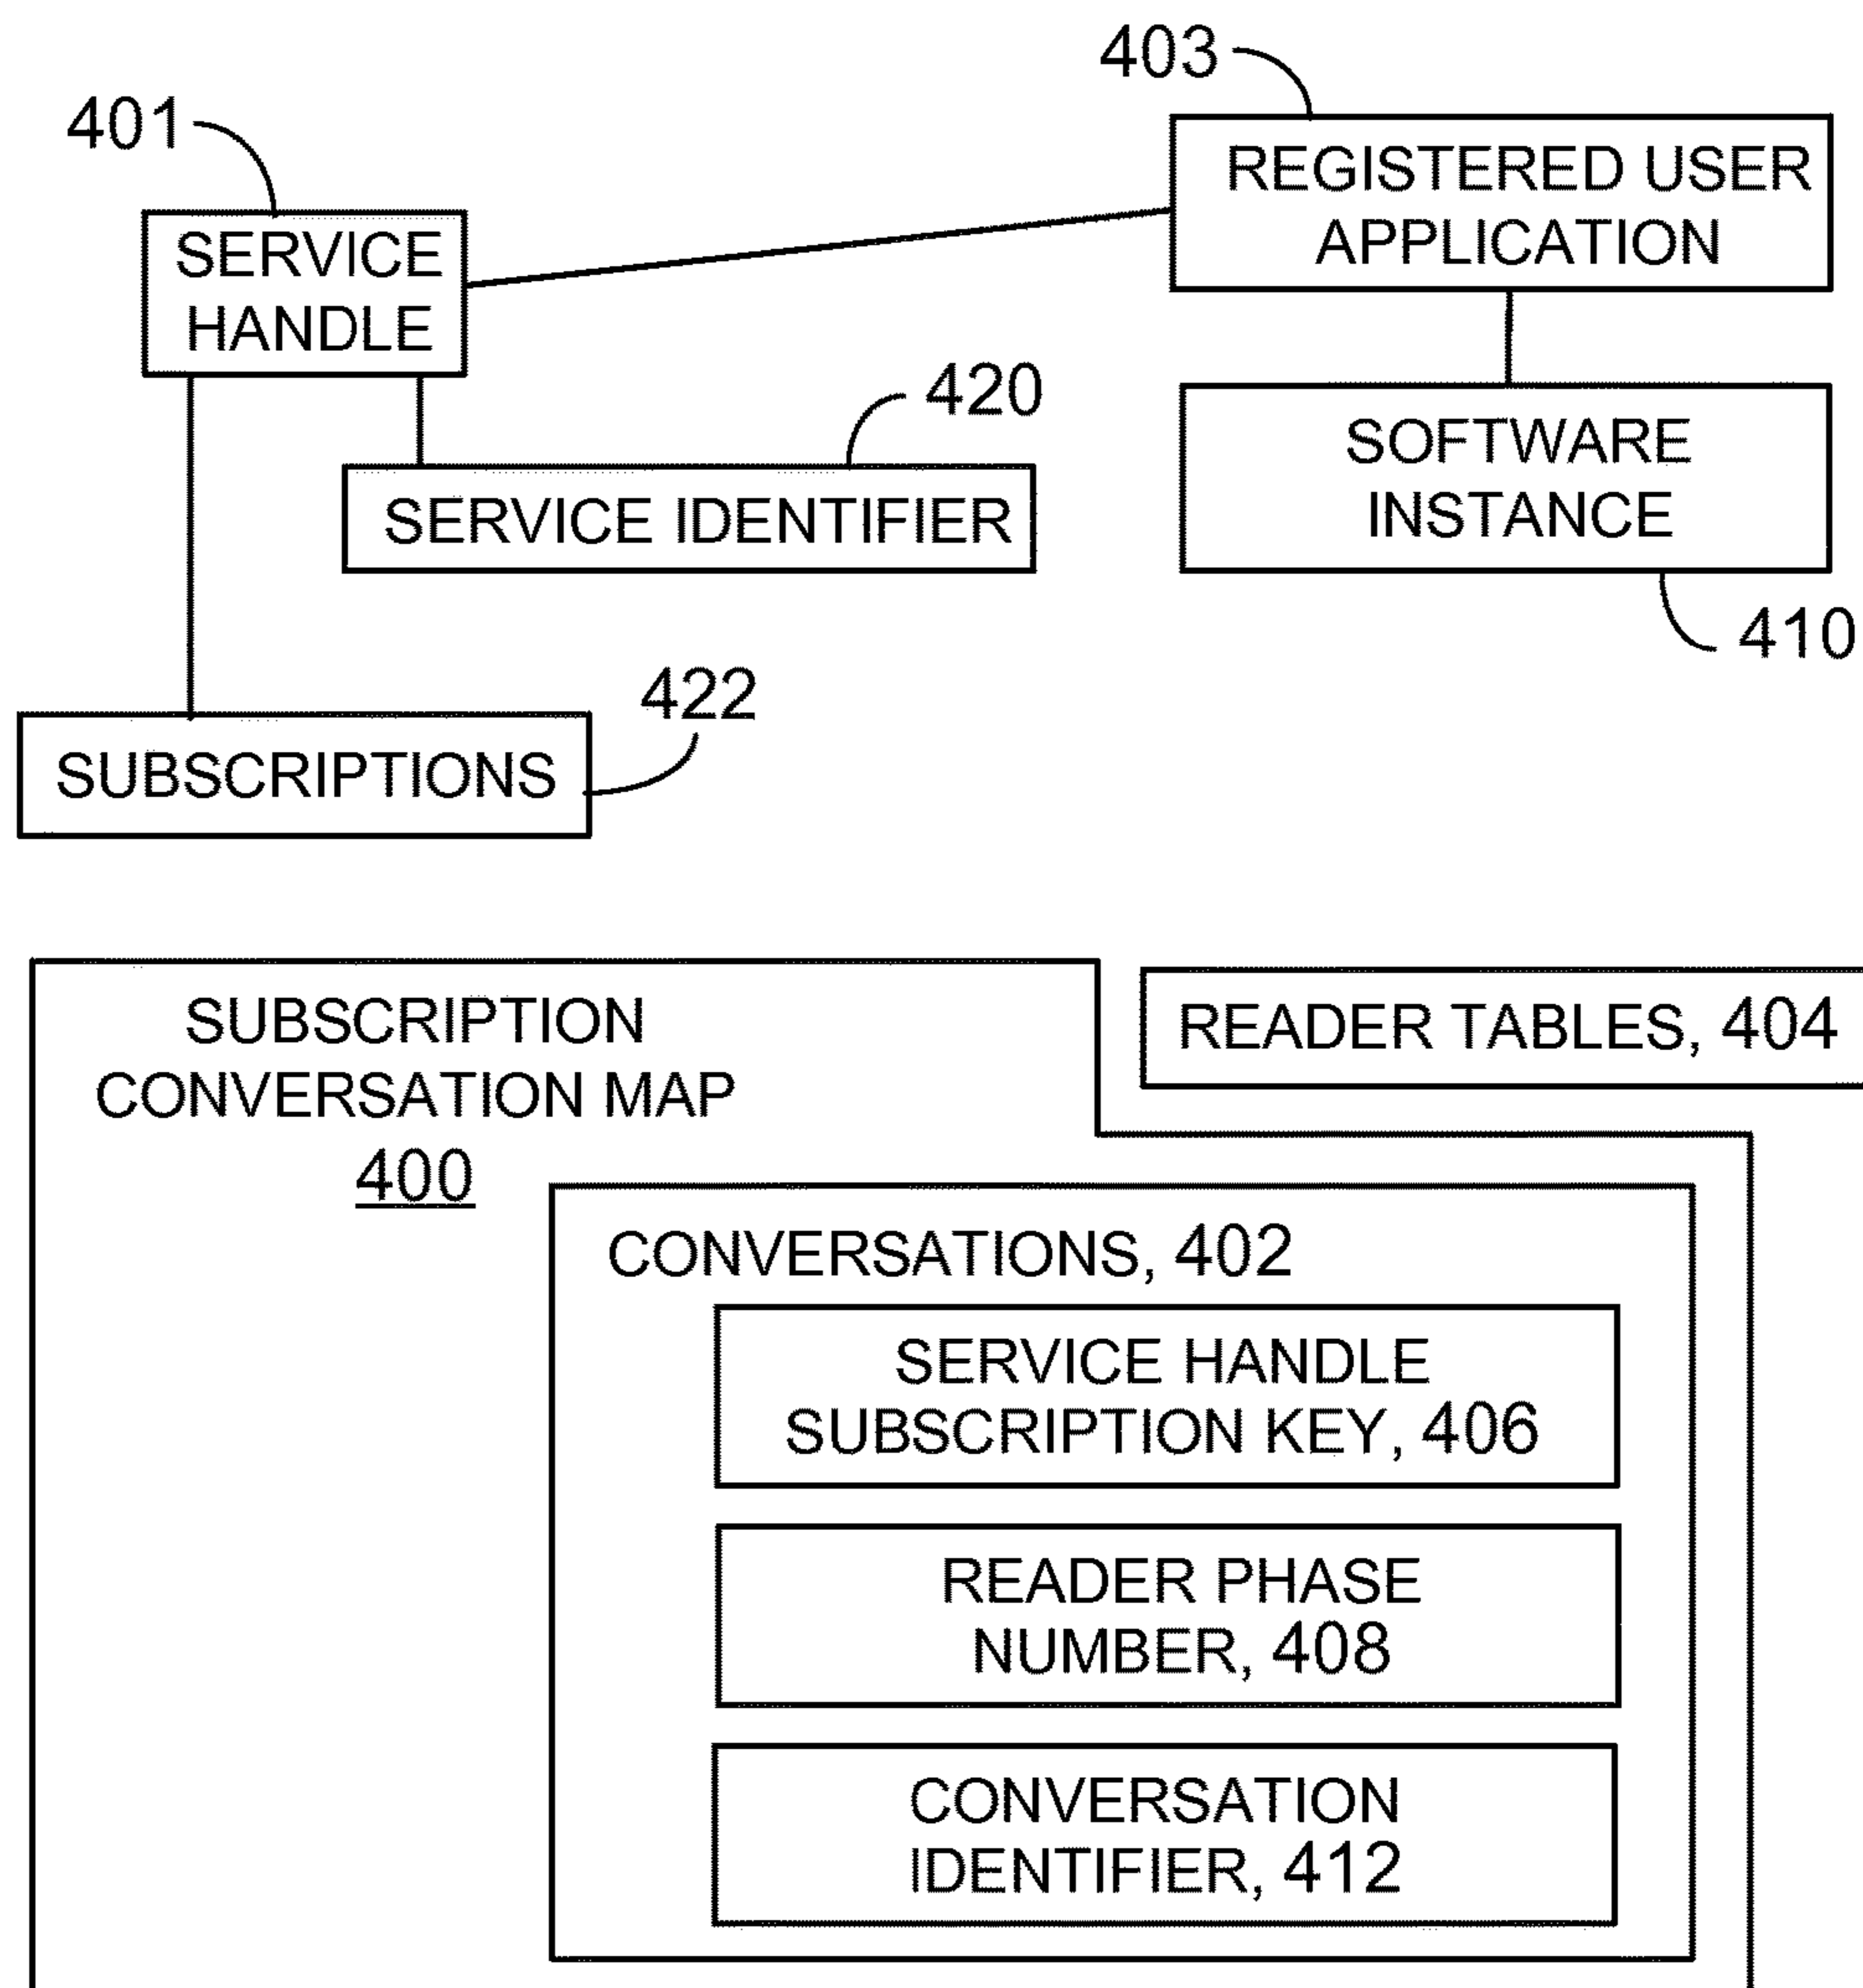 403
401
REGISTERED USER
APPLICATION
SERVICE
HANDLE
420
SERVICE IDENTIFIER
SOFTWARE
INSTANCE
410
422
SUBSCRIPTIONS
SUBSCRIPTION
CONVERSATION MAP
400
READER TABLES, 404
CONVERSATIONS, 402
SERVICE HANDLE
SUBSCRIPTION KEY, 406
READER PHASE
NUMBER, 408
CONVERSATION
IDENTIFIER, 412